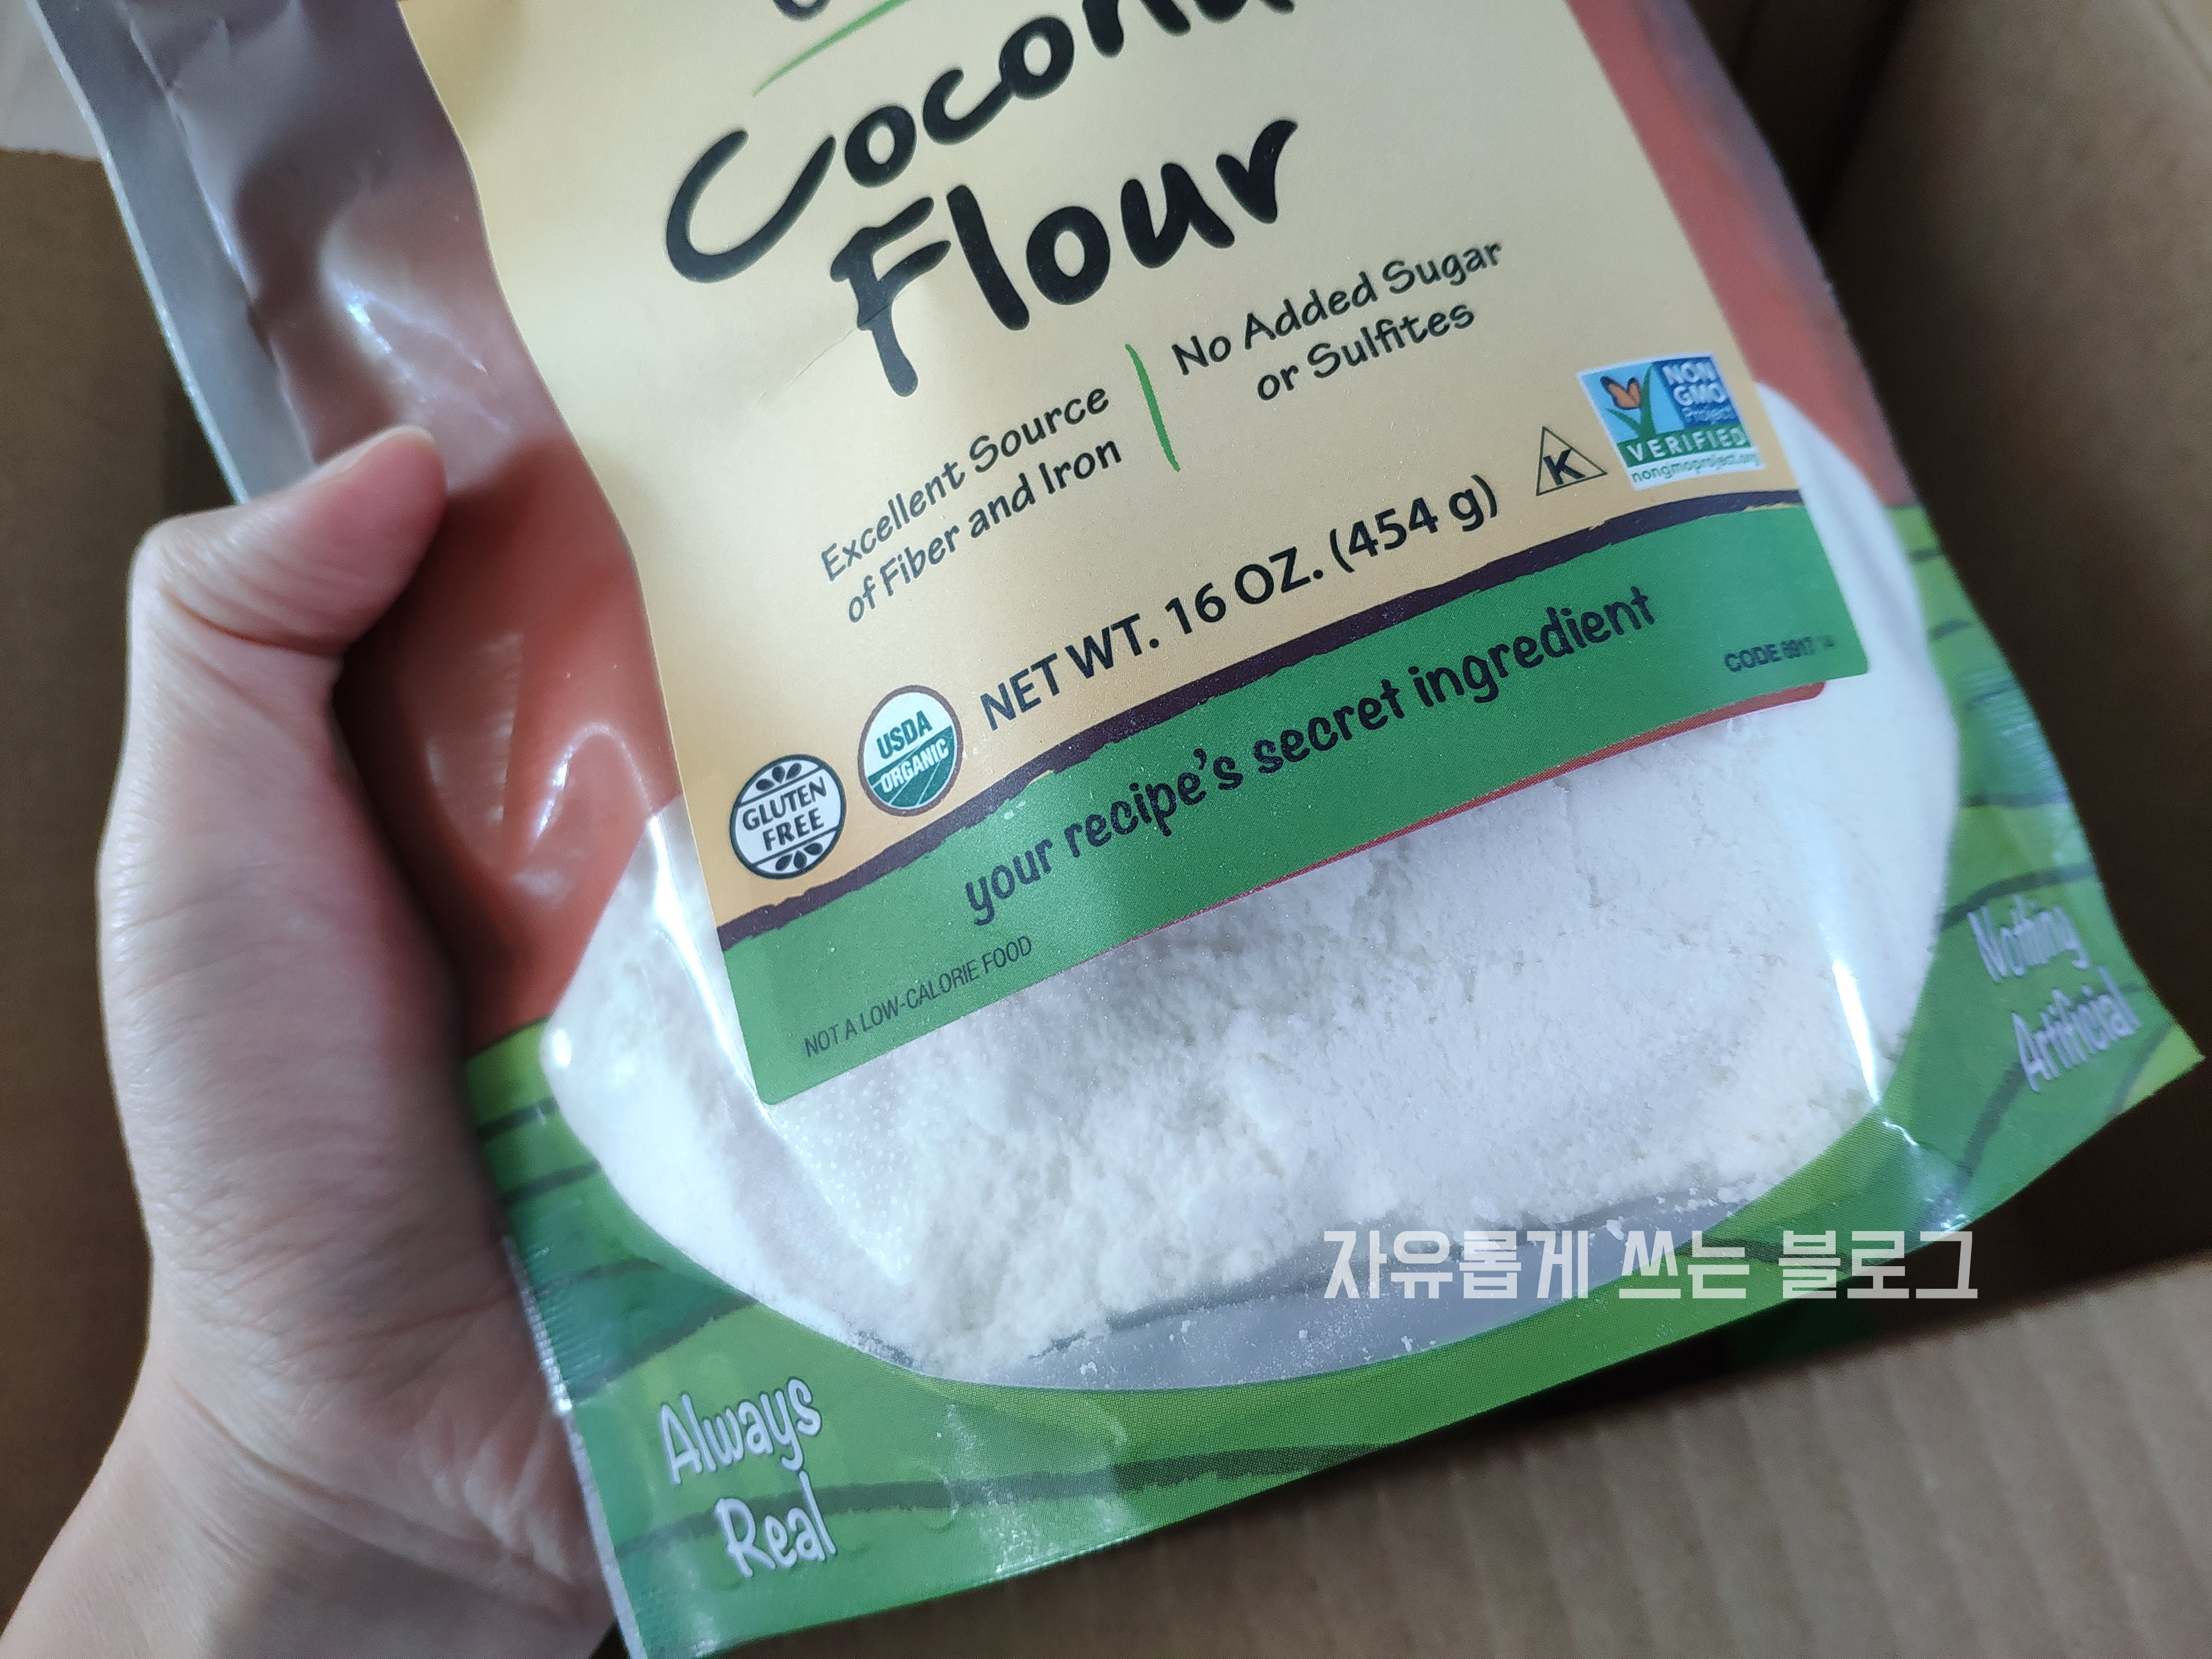 Coconu
Flour
Excellent Source
of Fiber and Iron
No Added Sugar
or Sulfites
NON
GMO
Project
VERIFIED
nongmoproject.org
K
NET WT. 16 OZ. (454 g)
USDA
ORGANIC
GLUTEN
FREE
your recipe's secret ingredient
CODE 6917
NOT A LOW-CALORIE FOOD
Nothing
Artificial
자유롭게 쓰는 블로그
Always
Real